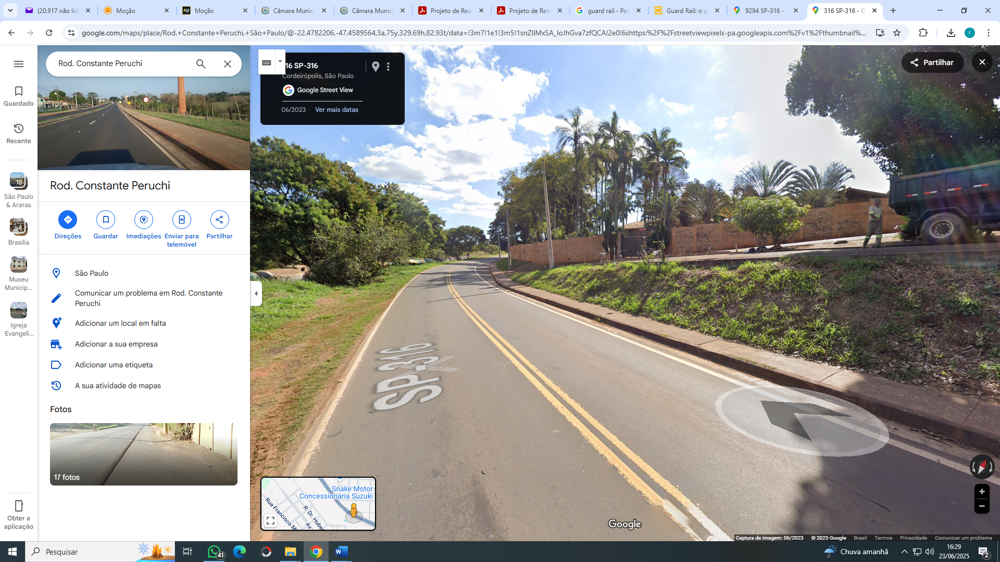 (20.917 não lid
Moção
Moção
Câmara Munici
Câmara Munici
Projeto de Reso
Projeto de Reso
guard rail - Pes
Guard Rail: o q
9294 SP-316 -
316 SP-316 - G
google.com/maps/place/Rod.+Constante+Peruchi,+São+Paulo/@-22.4782206,-47.4589564,3a,75y,329.69h,82.93t/data=!3m7!1e1!3m5!1snZlIMxSA_loJhGva7zfQCA!2e0!6shttps:%2F%2Fstreetviewpixels-pa.googleapis.com%2Fv1%2Fthumbnail%...
r
Rod. Constante Peruchi
Guardado
Recente
18
São Paulo
& Araras
4
Brasília
Museu
Municip...
Igreja
Evangeli...
Obter a
aplicação
Rod. Constante Peruchi
Direções
Guardar
Imediações
Enviar para
telemóvel
Partilhar
São Paulo
Comunicar um problema em Rod. Constante
Peruchi
Adicionar um local em falta
Adicionar a sua empresa
Adicionar uma etiqueta
A sua atividade de mapas
Fotos
17 fotos
16 SP-316
Cordeirópolis, São Paulo
Google Street View
06/2023
Ver mais datas
Partilhar
SP-316
Snake Motor
Concessionária Suzuki
Rua Francisco Mi
R. Dr. Huber
Av
Google
Captura de imagem: 06/2023
© 2025 Google
Brasil
Termos
Privacidade
Comunicar um problema
Pesquisar
41
Chuva amanhã
16:29
23/06/2025
2